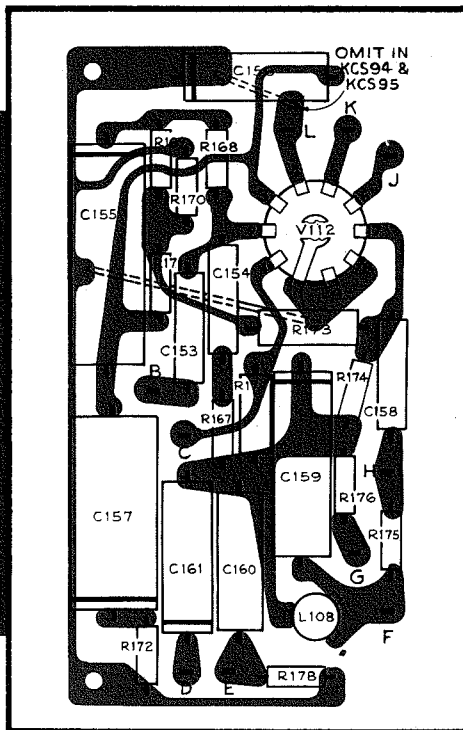 OMIT IN
KCS94 &
KCS95
K
L
J
R168
C155
R170
V112
C154
R173
C153
B
R174
C158
R167
C
C159
H
C157
R176
R175
C161
C160
G
L108
F
R172
D
E
R178